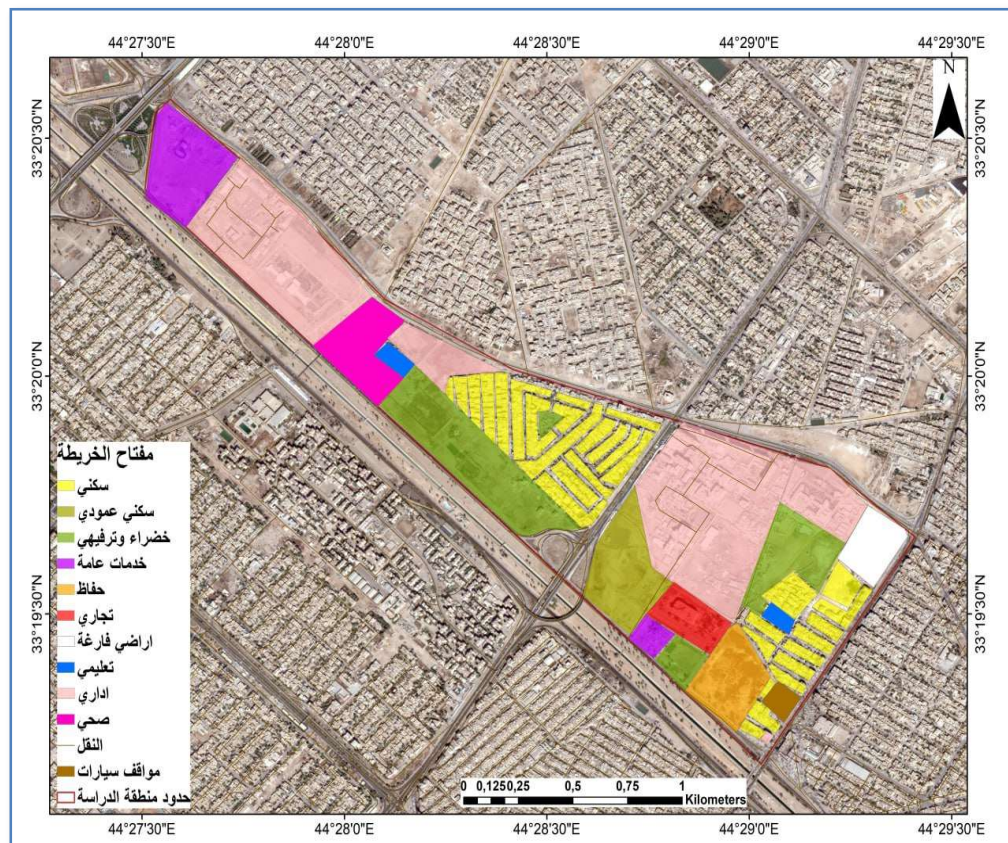 44°27'30"E 44°28'0"E 44°28'30"E 44°29'0"E 44°29'30"E
N
33°20'30"N 33°20'30"N
33°20'0"N 33°20'0"N
33°19'30"N 33°19'30"N
مفتاح الخريطة
سكني
سكني عمودي
خضراء وترفيهي
خدمات عامة
حفاظ
تجاري
اراضي فارغة
تعليمي
اداري
صحي
النقل
مواقف سيارات
حدود منطقة الدراسة
0 0,125 0,25 0,5 0,75 1
Kilometers
44°27'30"E 44°28'0"E 44°28'30"E 44°29'0"E 44°29'30"E